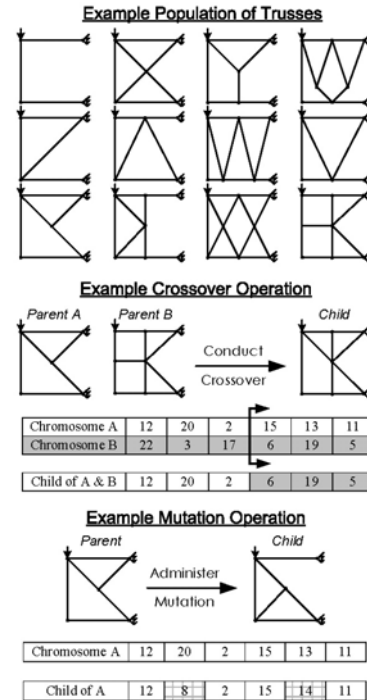 Example Population of Trusses
Example Crossover Operation
Parent A Parent B Child
Conduct
Crossover
Chromosome A 12 20 2 15 13 11
Chromosome B 22 3 17 6 19 5
Child of A & B 12 20 2 6 19 5
Example Mutation Operation
Parent Child
Administer
Mutation
Chromosome A 12 20 2 15 13 11
Child of A 12 8 2 15 14 11